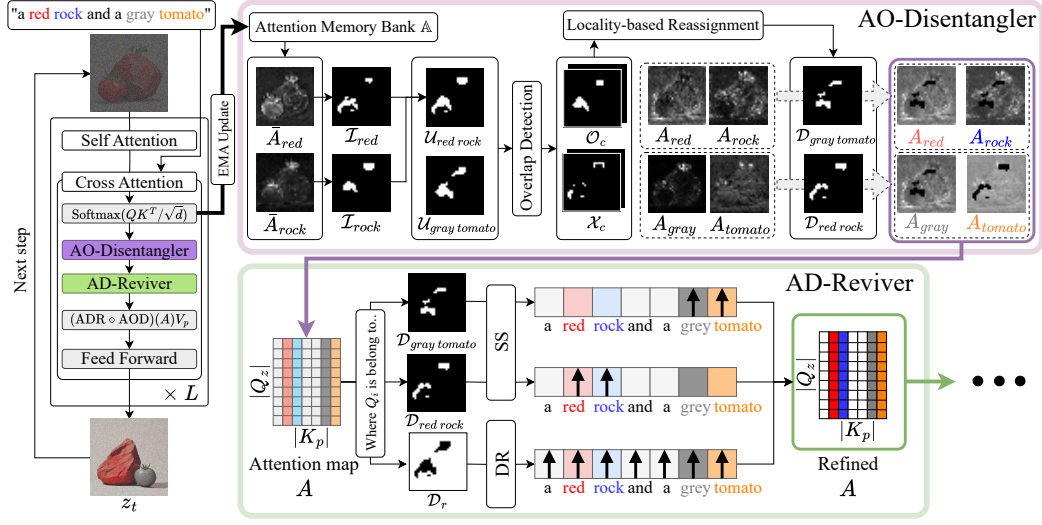 "a red rock and a gray tomato"
Next step
Self Attention
Cross Attention
Softmax(QK^T/√d)
AO-Disentangler
AD-Reviver
(ADR ∘ AOD)(A)V_p
Feed Forward
× L
z_t
EMA Update
AO-Disentangler
Attention Memory Bank 𝔸
Locality-based Reassignment
Ā_red
I_red
U_red rock
Overlap Detection
O_c
A_red
A_rock
D_gray tomato
A_red
A_rock
Ā_rock
I_rock
U_gray tomato
X_c
A_gray
A_tomato
D_red rock
A_gray
A_tomato
AD-Reviver
|Q_z|
|K_p|
Attention map
A
Where Q_i is belong to..
D_gray tomato
D_red rock
D_r
SS
DR
a red rock and a grey tomato
a red rock and a grey tomato
a red rock and a grey tomato
|Q_z|
|K_p|
Refined
A